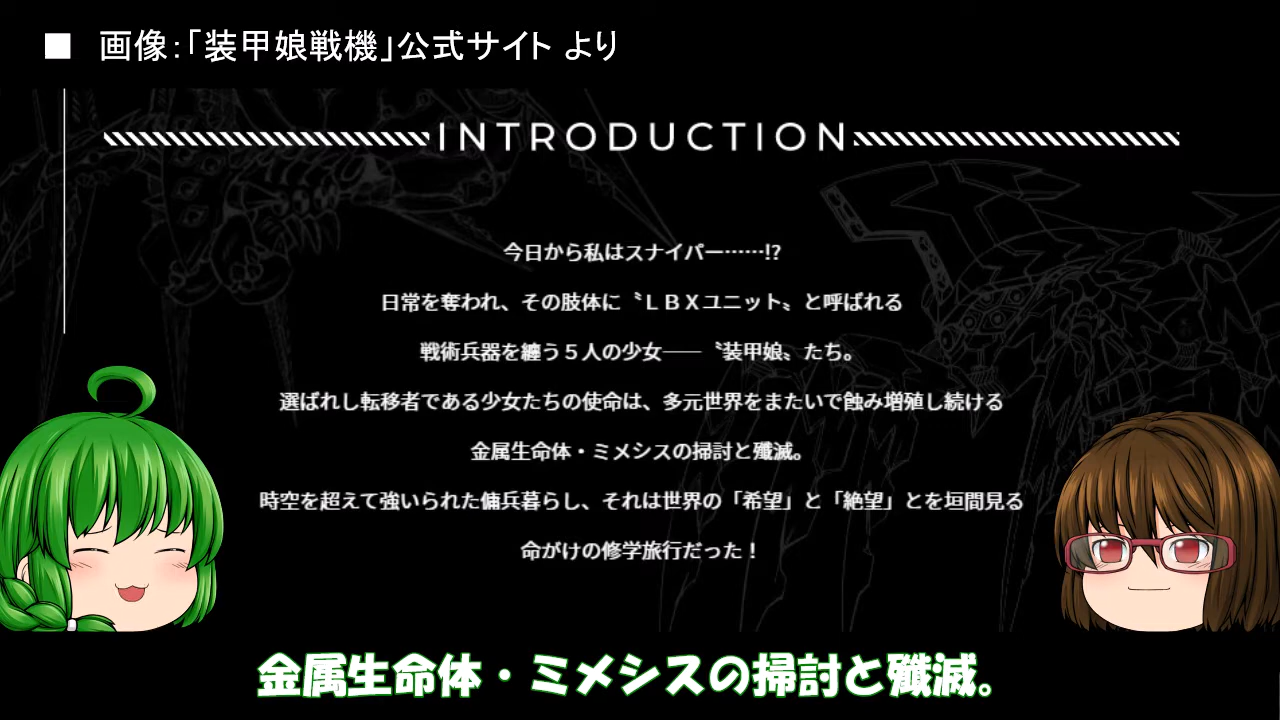 ■ 画像：「装甲娘戦機」公式サイト より
INTRODUCTION
今日から私はスナイパー……!?
日常を奪われ、その肢体に〝ＬＢＸユニット〟と呼ばれる
戦術兵器を纏う５人の少女──〝装甲娘〟たち。
選ばれし転移者である少女たちの使命は、多元世界をまたいで蝕み増殖し続ける
金属生命体・ミメシスの掃討と殲滅。
時空を超えて強いられた傭兵暮らし、それは世界の「希望」と「絶望」とを垣間見る
命がけの修学旅行だった！
金属生命体・ミメシスの掃討と殲滅。